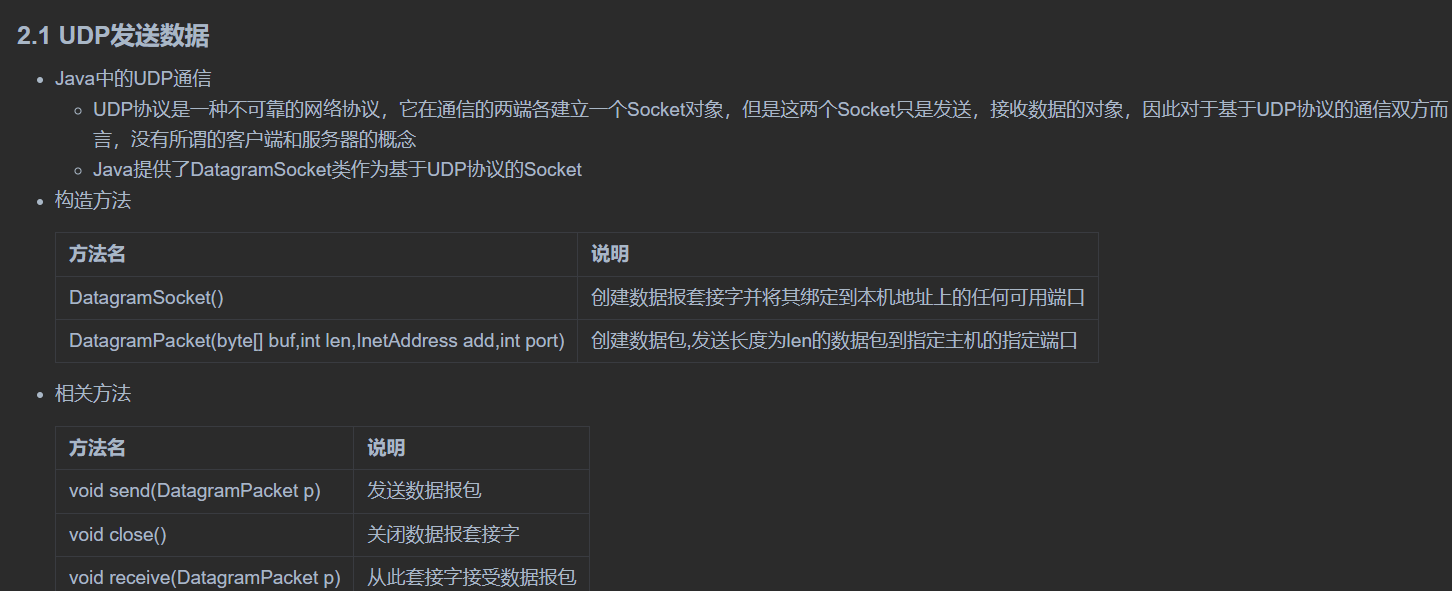 2.1 UDP发送数据
Java中的UDP通信
UDP协议是一种不可靠的网络协议，它在通信的两端各建立一个Socket对象，但是这两个Socket只是发送，接收数据的对象，因此对于基于UDP协议的通信双方而
言，没有所谓的客户端和服务器的概念
Java提供了DatagramSocket类作为基于UDP协议的Socket
构造方法
方法名 说明
DatagramSocket() 创建数据报套接字并将其绑定到本机地址上的任何可用端口
DatagramPacket(byte[] buf,int len,InetAddress add,int port) 创建数据包,发送长度为len的数据包到指定主机的指定端口
相关方法
方法名 说明
void send(DatagramPacket p) 发送数据报包
void close() 关闭数据报套接字
void receive(DatagramPacket p) 从此套接字接受数据报包